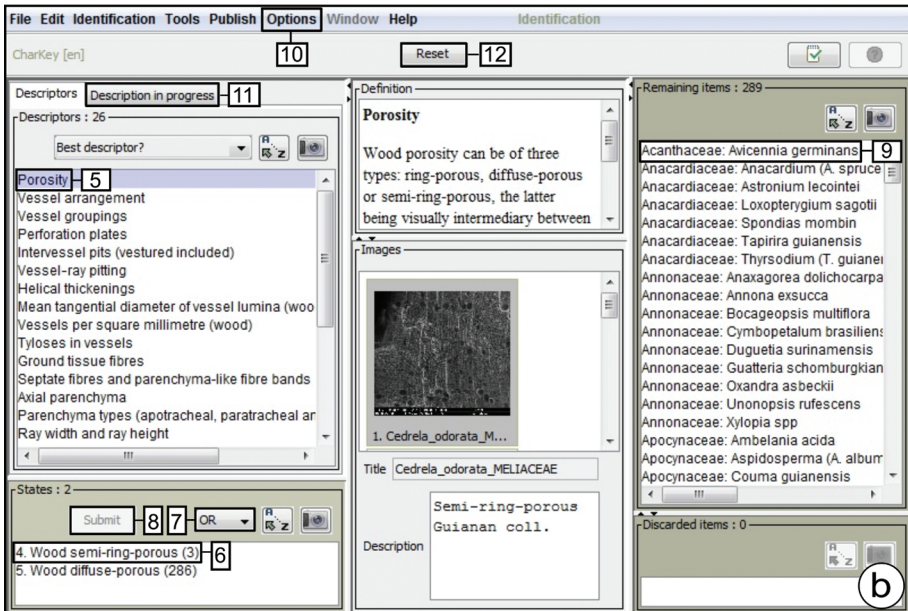 File Edit Identification Tools Publish Options Window Help Identification
10
CharKey [en]
Reset
12
Descriptors
Description in progress
11
Descriptors : 26
Best descriptor?
Porosity
5
Vessel arrangement
Vessel groupings
Perforation plates
Intervessel pits (vestured included)
Vessel-ray pitting
Helical thickenings
Mean tangential diameter of vessel lumina (woo
Vessels per square millimetre (wood)
Tyloses in vessels
Ground tissue fibres
Septate fibres and parenchyma-like fibre bands
Axial parenchyma
Parenchyma types (apotracheal, paratracheal an
Ray width and ray height
States : 2
Submit
8
7
OR
4. Wood semi-ring-porous (3)
6
5. Wood diffuse-porous (286)
Definition
Porosity
Wood porosity can be of three
types: ring-porous, diffuse-porous
or semi-ring-porous, the latter
being visually intermediary between
Images
1. Cedrela_odorata_M...
Title Cedrela_odorata_MELIACEAE
Semi-ring-porous
Guianan coll.
Description
Remaining items : 289
Acanthaceae: Avicennia germinans
9
Anacardiaceae: Anacardium (A. spruce
Anacardiaceae: Astronium lecointei
Anacardiaceae: Loxopterygium sagotii
Anacardiaceae: Spondias mombin
Anacardiaceae: Tapirira guianensis
Anacardiaceae: Thyrsodium (T. guianer
Annonaceae: Anaxagorea dolichocarpa
Annonaceae: Annona exsucca
Annonaceae: Bocageopsis multiflora
Annonaceae: Cymbopetalum brasiliens
Annonaceae: Duguetia surinamensis
Annonaceae: Guatteria schomburgkian
Annonaceae: Oxandra asbeckii
Annonaceae: Unonopsis rufescens
Annonaceae: Xylopia spp
Apocynaceae: Ambelania acida
Apocynaceae: Aspidosperma (A. album
Apocynaceae: Couma guianensis
Discarded items : 0
b